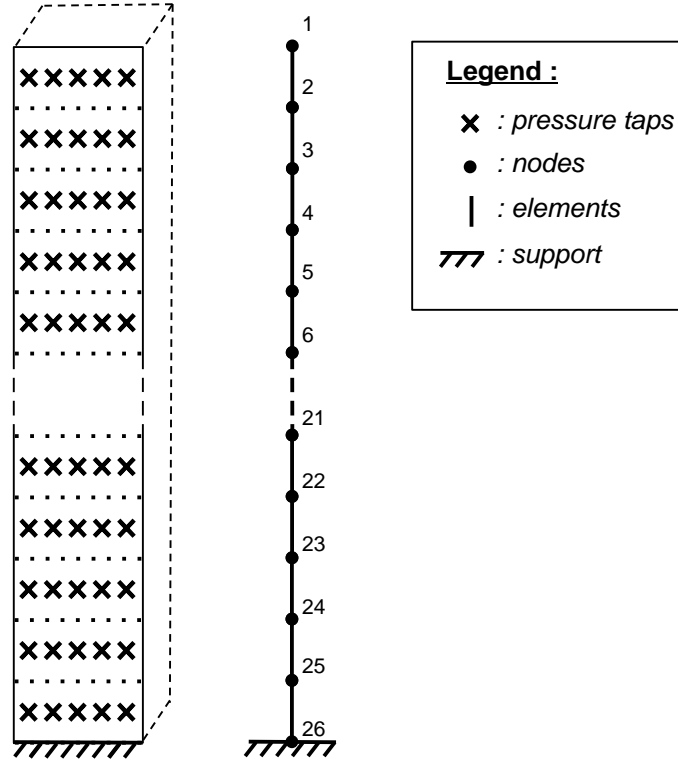 1
2
3
4
5
6
21
22
23
24
25
26
Legend :
: pressure taps
: nodes
: elements
: support